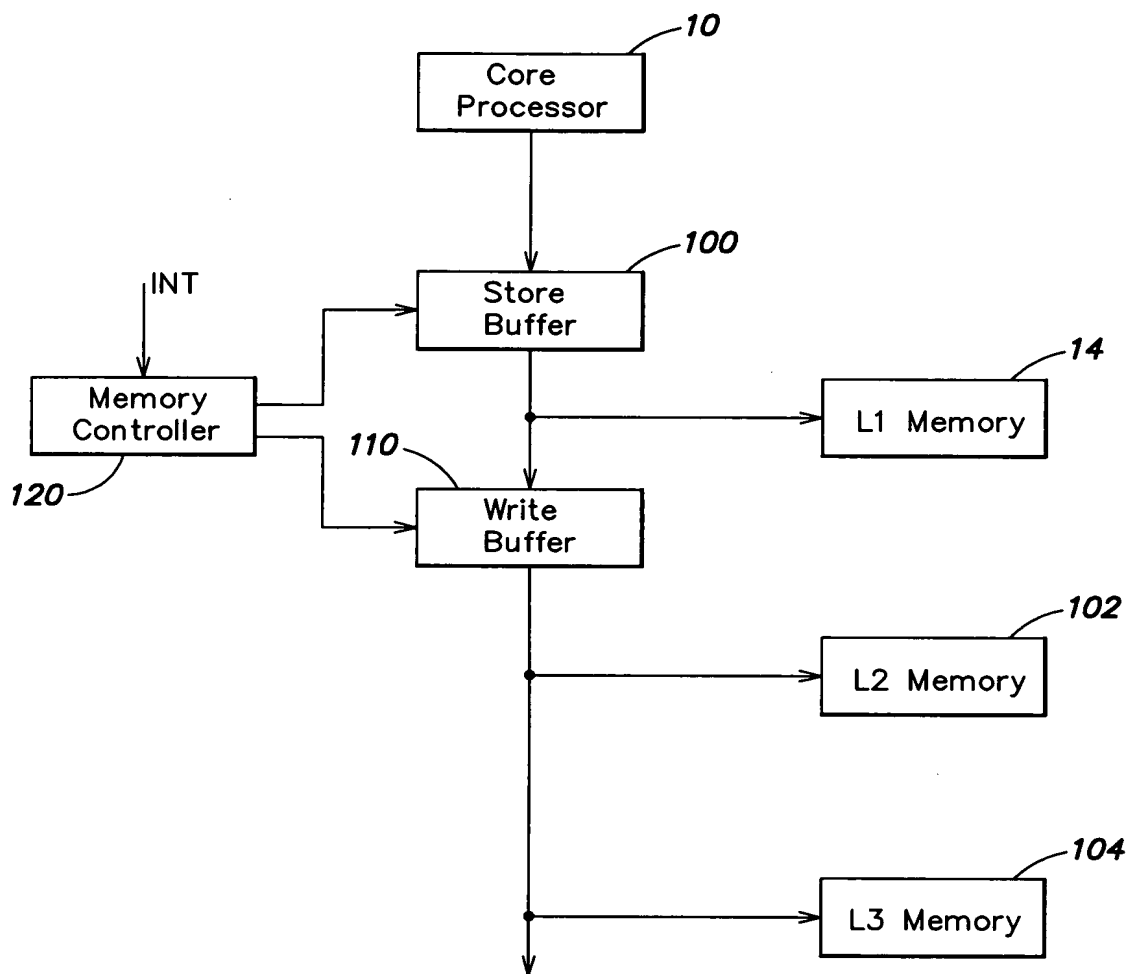 10
Core
Processor
100
Store
Buffer
INT
14
L1 Memory
Memory
Controller
120
110
Write
Buffer
102
L2 Memory
104
L3 Memory